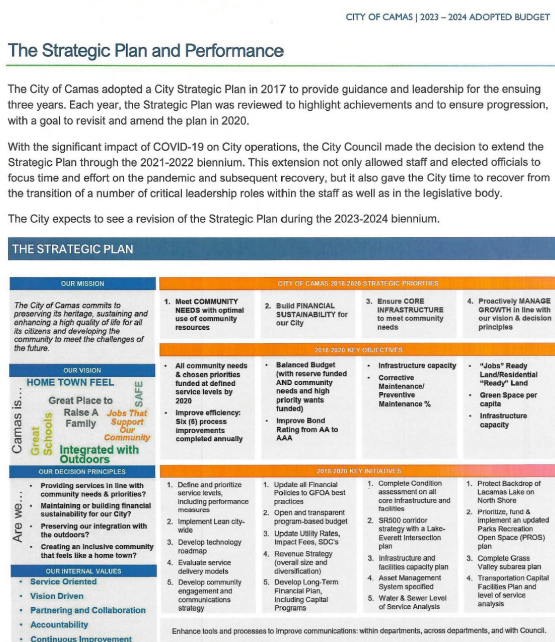 CITY OF CAMAS | 2023 – 2024 ADOPTED BUDGET
The Strategic Plan and Performance
The City of Camas adopted a City Strategic Plan in 2017 to provide guidance and leadership for the ensuing
three years. Each year, the Strategic Plan was reviewed to highlight achievements and to ensure progression,
with a goal to revisit and amend the plan in 2020.
With the significant impact of COVID-19 on City operations, the City Council made the decision to extend the
Strategic Plan through the 2021-2022 biennium. This extension not only allowed staff and elected officials to
focus time and effort on the pandemic and subsequent recovery, but it also gave the City time to recover from
the transition of a number of critical leadership roles within the staff as well as in the legislative body.
The City expects to see a revision of the Strategic Plan during the 2023-2024 biennium.
THE STRATEGIC PLAN
OUR MISSION
The City of Camas commits to
preserving its heritage, sustaining and
enhancing a high quality of life for all
its citizens and developing the
community to meet the challenges of
the future.
OUR VISION
Camas is...
HOME TOWN FEEL
SAFE
Great Place to
Raise A
Family
Jobs That
Support
Our
Community
Great
Schools
Integrated with
Outdoors
OUR DECISION PRINCIPLES
Are we...
• Providing services in line with
community needs & priorities?
• Maintaining or building financial
sustainability for our City?
• Preserving our integration with
the outdoors?
• Creating an inclusive community
that feels like a home town?
OUR INTERNAL VALUES
• Service Oriented
• Vision Driven
• Partnering and Collaboration
• Accountability
• Continuous Improvement
CITY OF CAMAS 2018-2020 STRATEGIC PRIORITIES
1. Meet COMMUNITY
NEEDS with optimal
use of community
resources
2. Build FINANCIAL
SUSTAINABILITY for
our City
3. Ensure CORE
INFRASTRUCTURE
to meet community
needs
4. Proactively MANAGE
GROWTH in line with
our vision & decision
principles
2018-2020 KEY OBJECTIVES
• All community needs
& chosen priorities
funded at defined
service levels by
2020
• Improve efficiency:
Six (6) process
improvements
completed annually
• Balanced Budget
(with reserve funded
AND community
needs and high
priority wants
funded)
• Improve Bond
Rating from AA to
AAA
• Infrastructure capacity
• Corrective
Maintenance/
Preventive
Maintenance %
• "Jobs" Ready
Land/Residential
"Ready" Land
• Green Space per
capita
• Infrastructure
capacity
2018-2020 KEY INITIATIVES
1. Define and prioritize
service levels,
including performance
measures
2. Implement Lean city-
wide
3. Develop technology
roadmap
4. Evaluate service
delivery models
5. Develop community
engagement and
communications
strategy
1. Update all Financial
Policies to GFOA best
practices
2. Open and transparent
program-based budget
3. Update Utility Rates,
Impact Fees, SDC's
4. Revenue Strategy
(overall size and
diversification)
5. Develop Long-Term
Financial Plan,
including Capital
Programs
1. Complete Condition
assessment on all
core infrastructure and
facilities
2. SR500 corridor
strategy with a Lake-
Everett Intersection
plan
3. Infrastructure and
facilities capacity plan
4. Asset Management
System specified
5. Water & Sewer Level
of Service Analysis
1. Protect Backdrop of
Lacamas Lake on
North Shore
2. Prioritize, fund &
implement an updated
Parks Recreation
Open Space (PROS)
plan
3. Complete Grass
Valley subarea plan
4. Transportation Capital
Facilities Plan and
level of service
analysis
Enhance tools and processes to improve communications: within departments, across departments, and with Council.